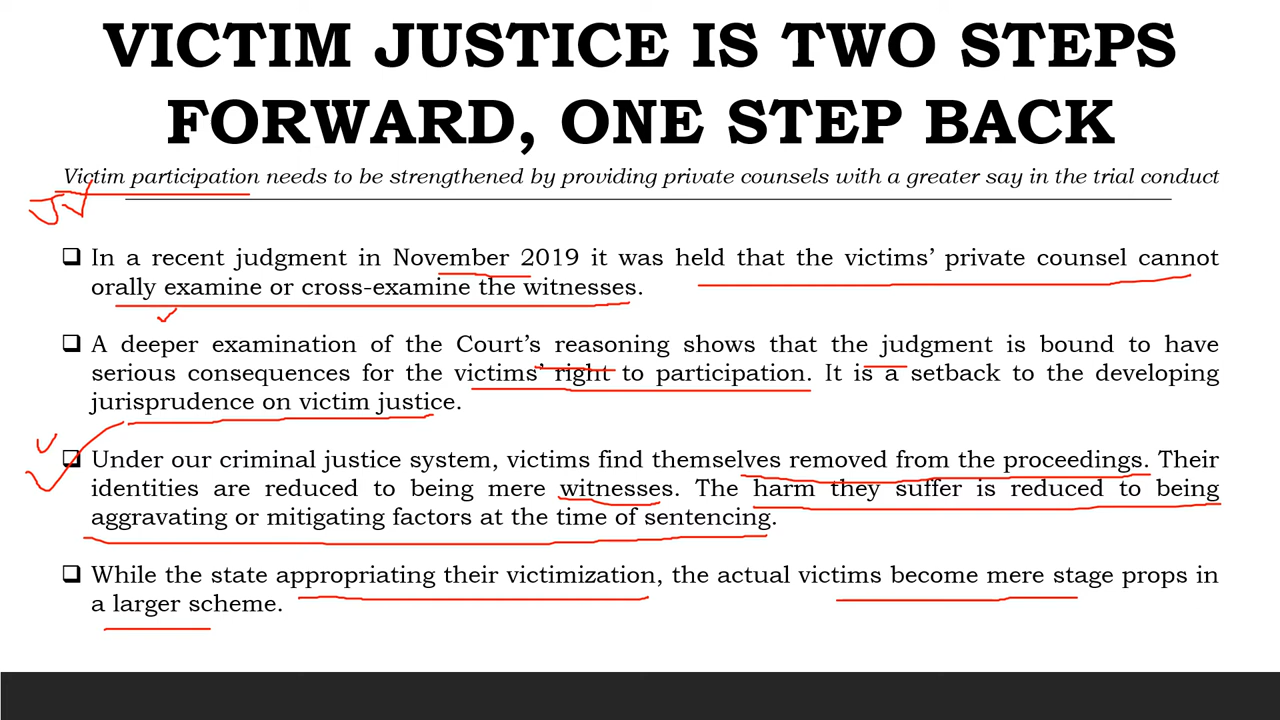 VICTIM JUSTICE IS TWO STEPS
FORWARD, ONE STEP BACK
Victim participation needs to be strengthened by providing private counsels with a greater say in the trial conduct
❑ In a recent judgment in November 2019 it was held that the victims’ private counsel cannot
orally examine or cross-examine the witnesses.
❑ A deeper examination of the Court’s reasoning shows that the judgment is bound to have
serious consequences for the victims’ right to participation. It is a setback to the developing
jurisprudence on victim justice.
❑ Under our criminal justice system, victims find themselves removed from the proceedings. Their
identities are reduced to being mere witnesses. The harm they suffer is reduced to being
aggravating or mitigating factors at the time of sentencing.
❑ While the state appropriating their victimization, the actual victims become mere stage props in
a larger scheme.